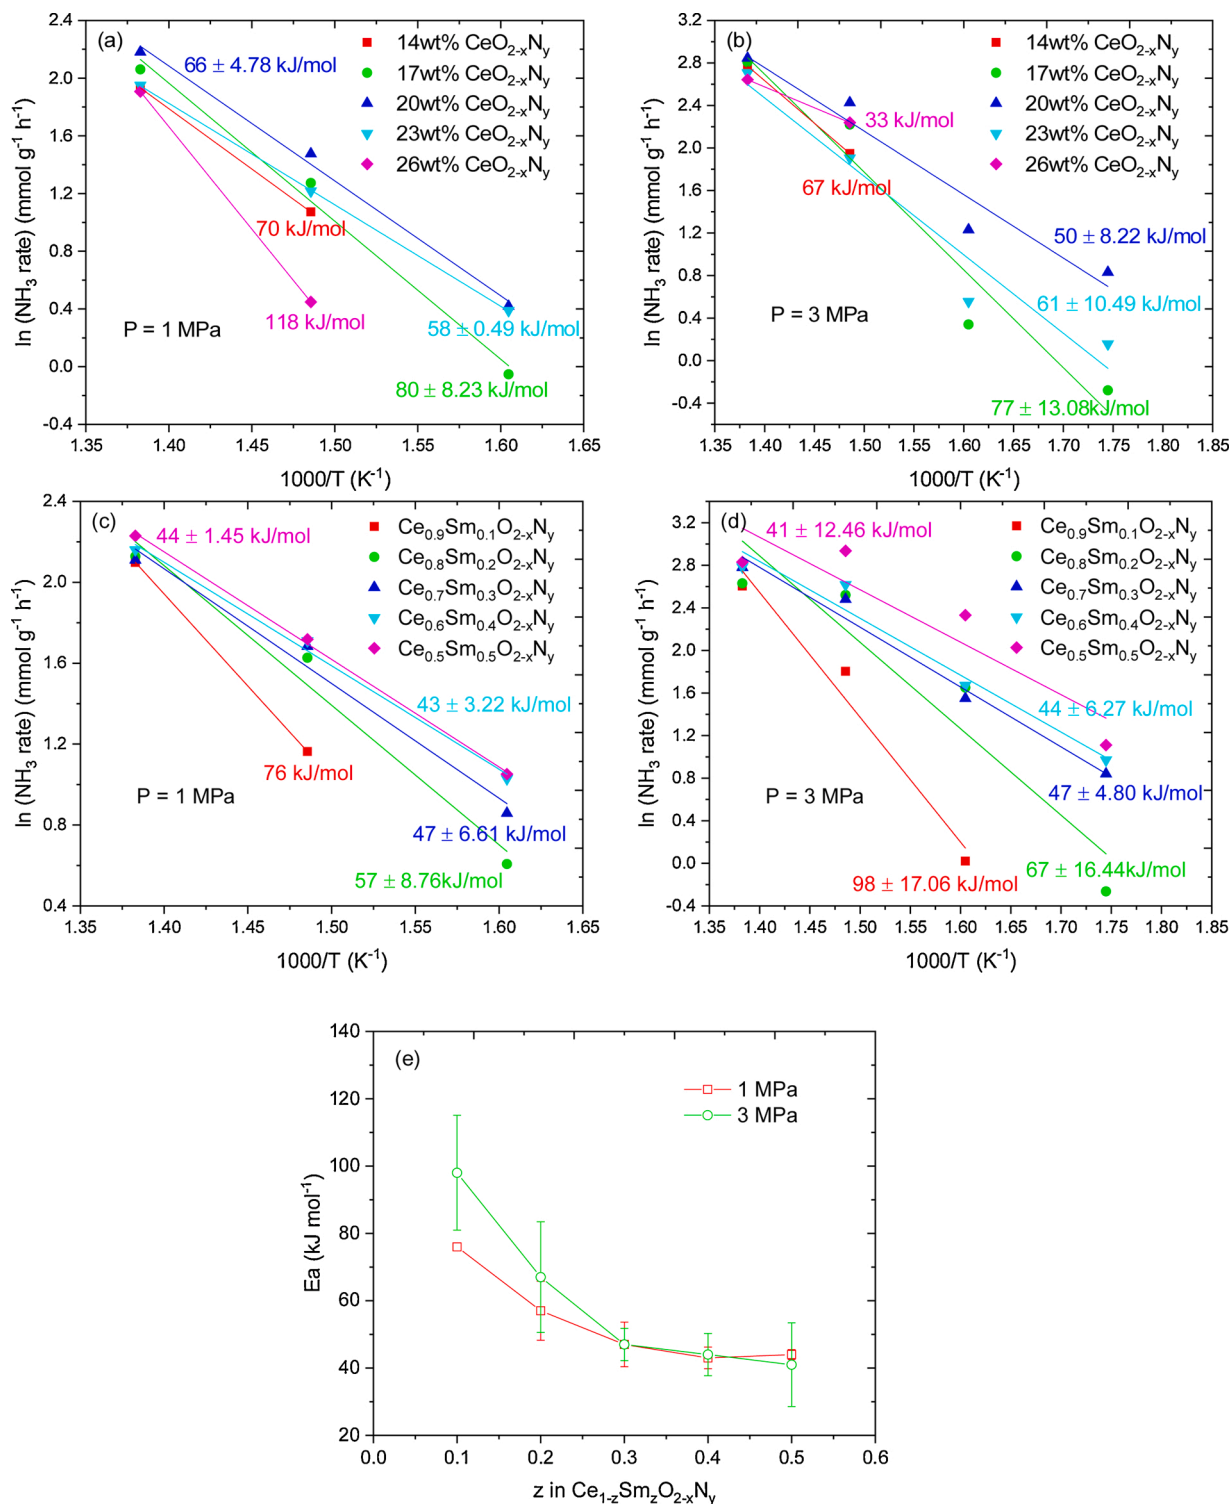 (a)
14wt% CeO2-xNy
17wt% CeO2-xNy
20wt% CeO2-xNy
23wt% CeO2-xNy
26wt% CeO2-xNy
66 ± 4.78 kJ/mol
70 kJ/mol
118 kJ/mol
58 ± 0.49 kJ/mol
80 ± 8.23 kJ/mol
P = 1 MPa
ln (NH3 rate) (mmol g-1 h-1)
2.4
2.0
1.6
1.2
0.8
0.4
0.0
-0.4
1.35 1.40 1.45 1.50 1.55 1.60 1.65
1000/T (K-1)
(b)
14wt% CeO2-xNy
17wt% CeO2-xNy
20wt% CeO2-xNy
23wt% CeO2-xNy
26wt% CeO2-xNy
33 kJ/mol
67 kJ/mol
50 ± 8.22 kJ/mol
61 ± 10.49 kJ/mol
77 ± 13.08kJ/mol
P = 3 MPa
ln (NH3 rate) (mmol g-1 h-1)
3.2
2.8
2.4
2.0
1.6
1.2
0.8
0.4
0.0
-0.4
1.35 1.40 1.45 1.50 1.55 1.60 1.65 1.70 1.75 1.80 1.85
1000/T (K-1)
(c)
44 ± 1.45 kJ/mol
Ce0.9Sm0.1O2-xNy
Ce0.8Sm0.2O2-xNy
Ce0.7Sm0.3O2-xNy
Ce0.6Sm0.4O2-xNy
Ce0.5Sm0.5O2-xNy
43 ± 3.22 kJ/mol
76 kJ/mol
47 ± 6.61 kJ/mol
57 ± 8.76kJ/mol
P = 1 MPa
ln (NH3 rate) (mmol g-1 h-1)
2.4
2.0
1.6
1.2
0.8
0.4
1.35 1.40 1.45 1.50 1.55 1.60 1.65
1000/T (K-1)
(d)
41 ± 12.46 kJ/mol
Ce0.9Sm0.1O2-xNy
Ce0.8Sm0.2O2-xNy
Ce0.7Sm0.3O2-xNy
Ce0.6Sm0.4O2-xNy
Ce0.5Sm0.5O2-xNy
44 ± 6.27 kJ/mol
47 ± 4.80 kJ/mol
67 ± 16.44kJ/mol
98 ± 17.06 kJ/mol
P = 3 MPa
ln (NH3 rate) (mmol g-1 h-1)
3.2
2.8
2.4
2.0
1.6
1.2
0.8
0.4
0.0
-0.4
1.35 1.40 1.45 1.50 1.55 1.60 1.65 1.70 1.75 1.80 1.85
1000/T (K-1)
(e)
1 MPa
3 MPa
Ea (kJ mol-1)
140
120
100
80
60
40
20
0.0 0.1 0.2 0.3 0.4 0.5 0.6
z in Ce1-zSmzO2-xNy